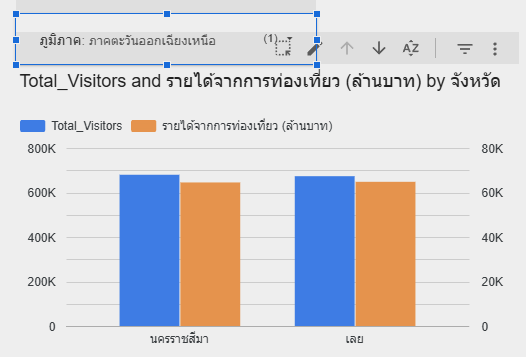 ภูมิภาค: ภาคตะวันออกเฉียงเหนือ (1)...
Total_Visitors and รายได้จากการท่องเที่ยว (ล้านบาท) by จังหวัด
Total_Visitors รายได้จากการท่องเที่ยว (ล้านบาท)
800K 80K
600K 60K
400K 40K
200K 20K
0 0
นครราชสีมา เลย